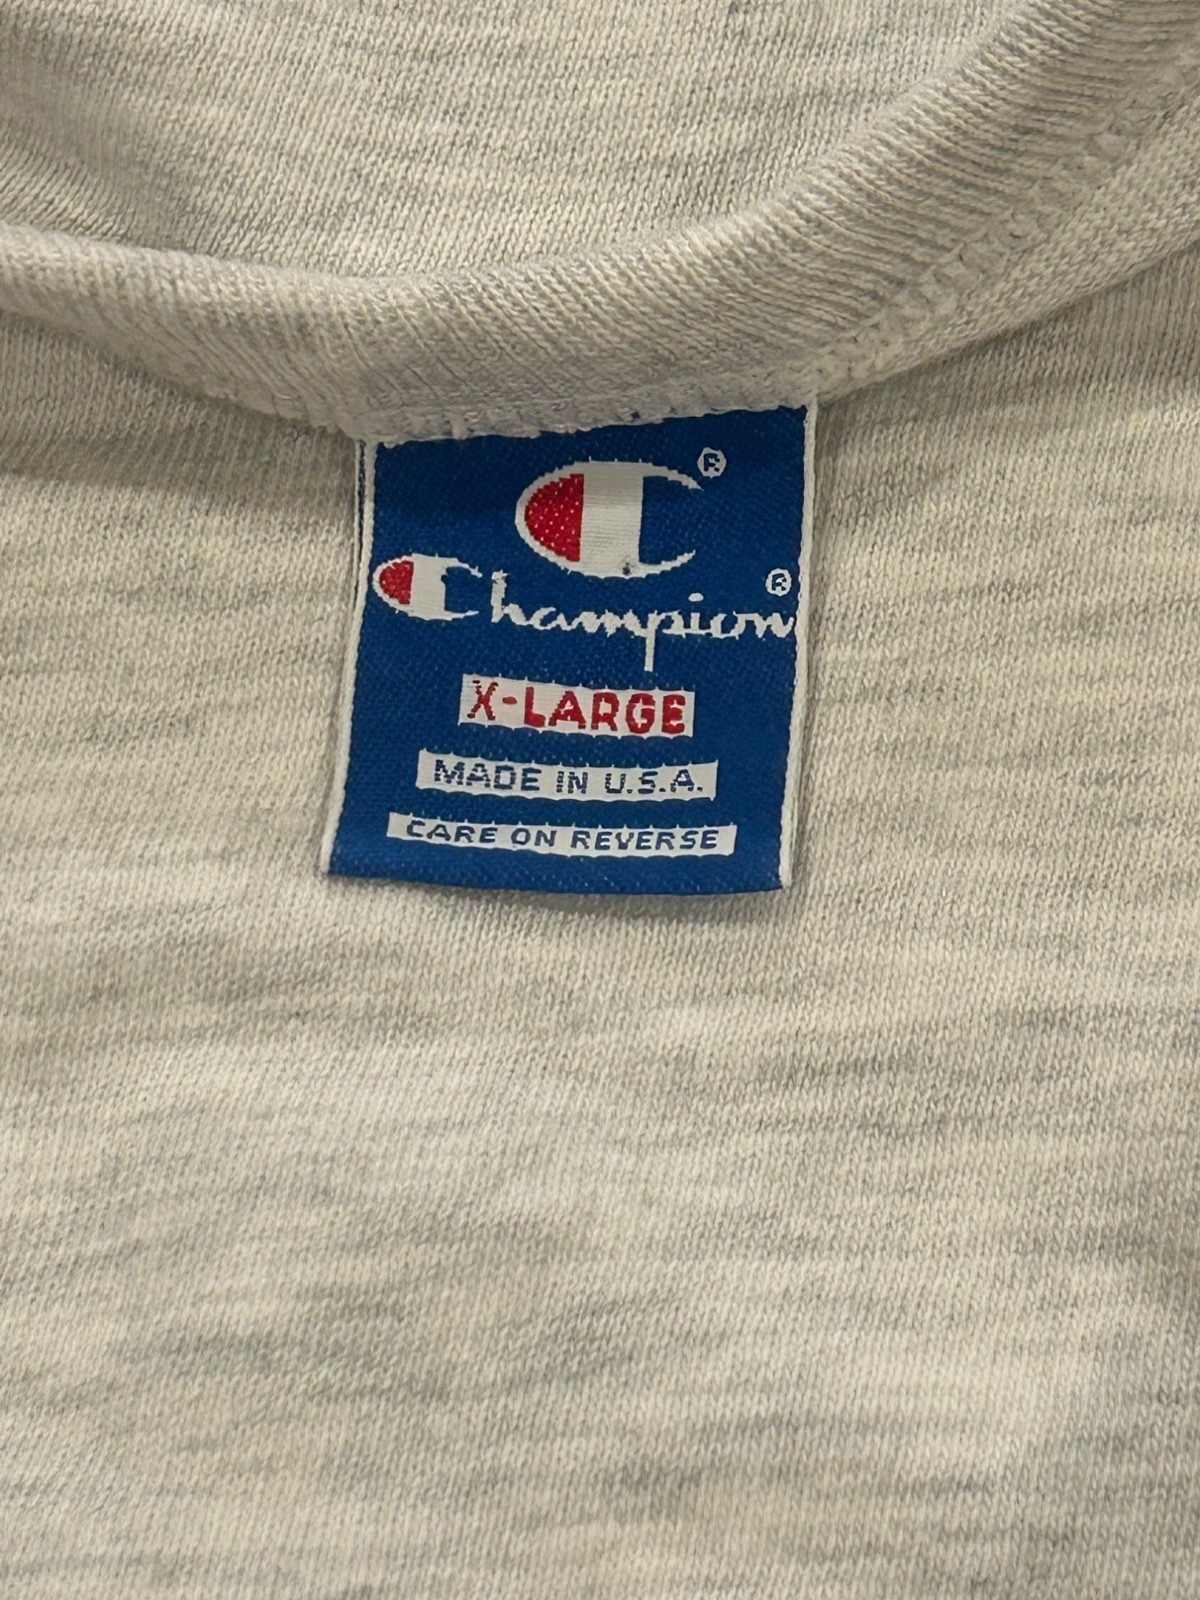 C®
Champion®
X-LARGE
MADE IN U.S.A.
CARE ON REVERSE